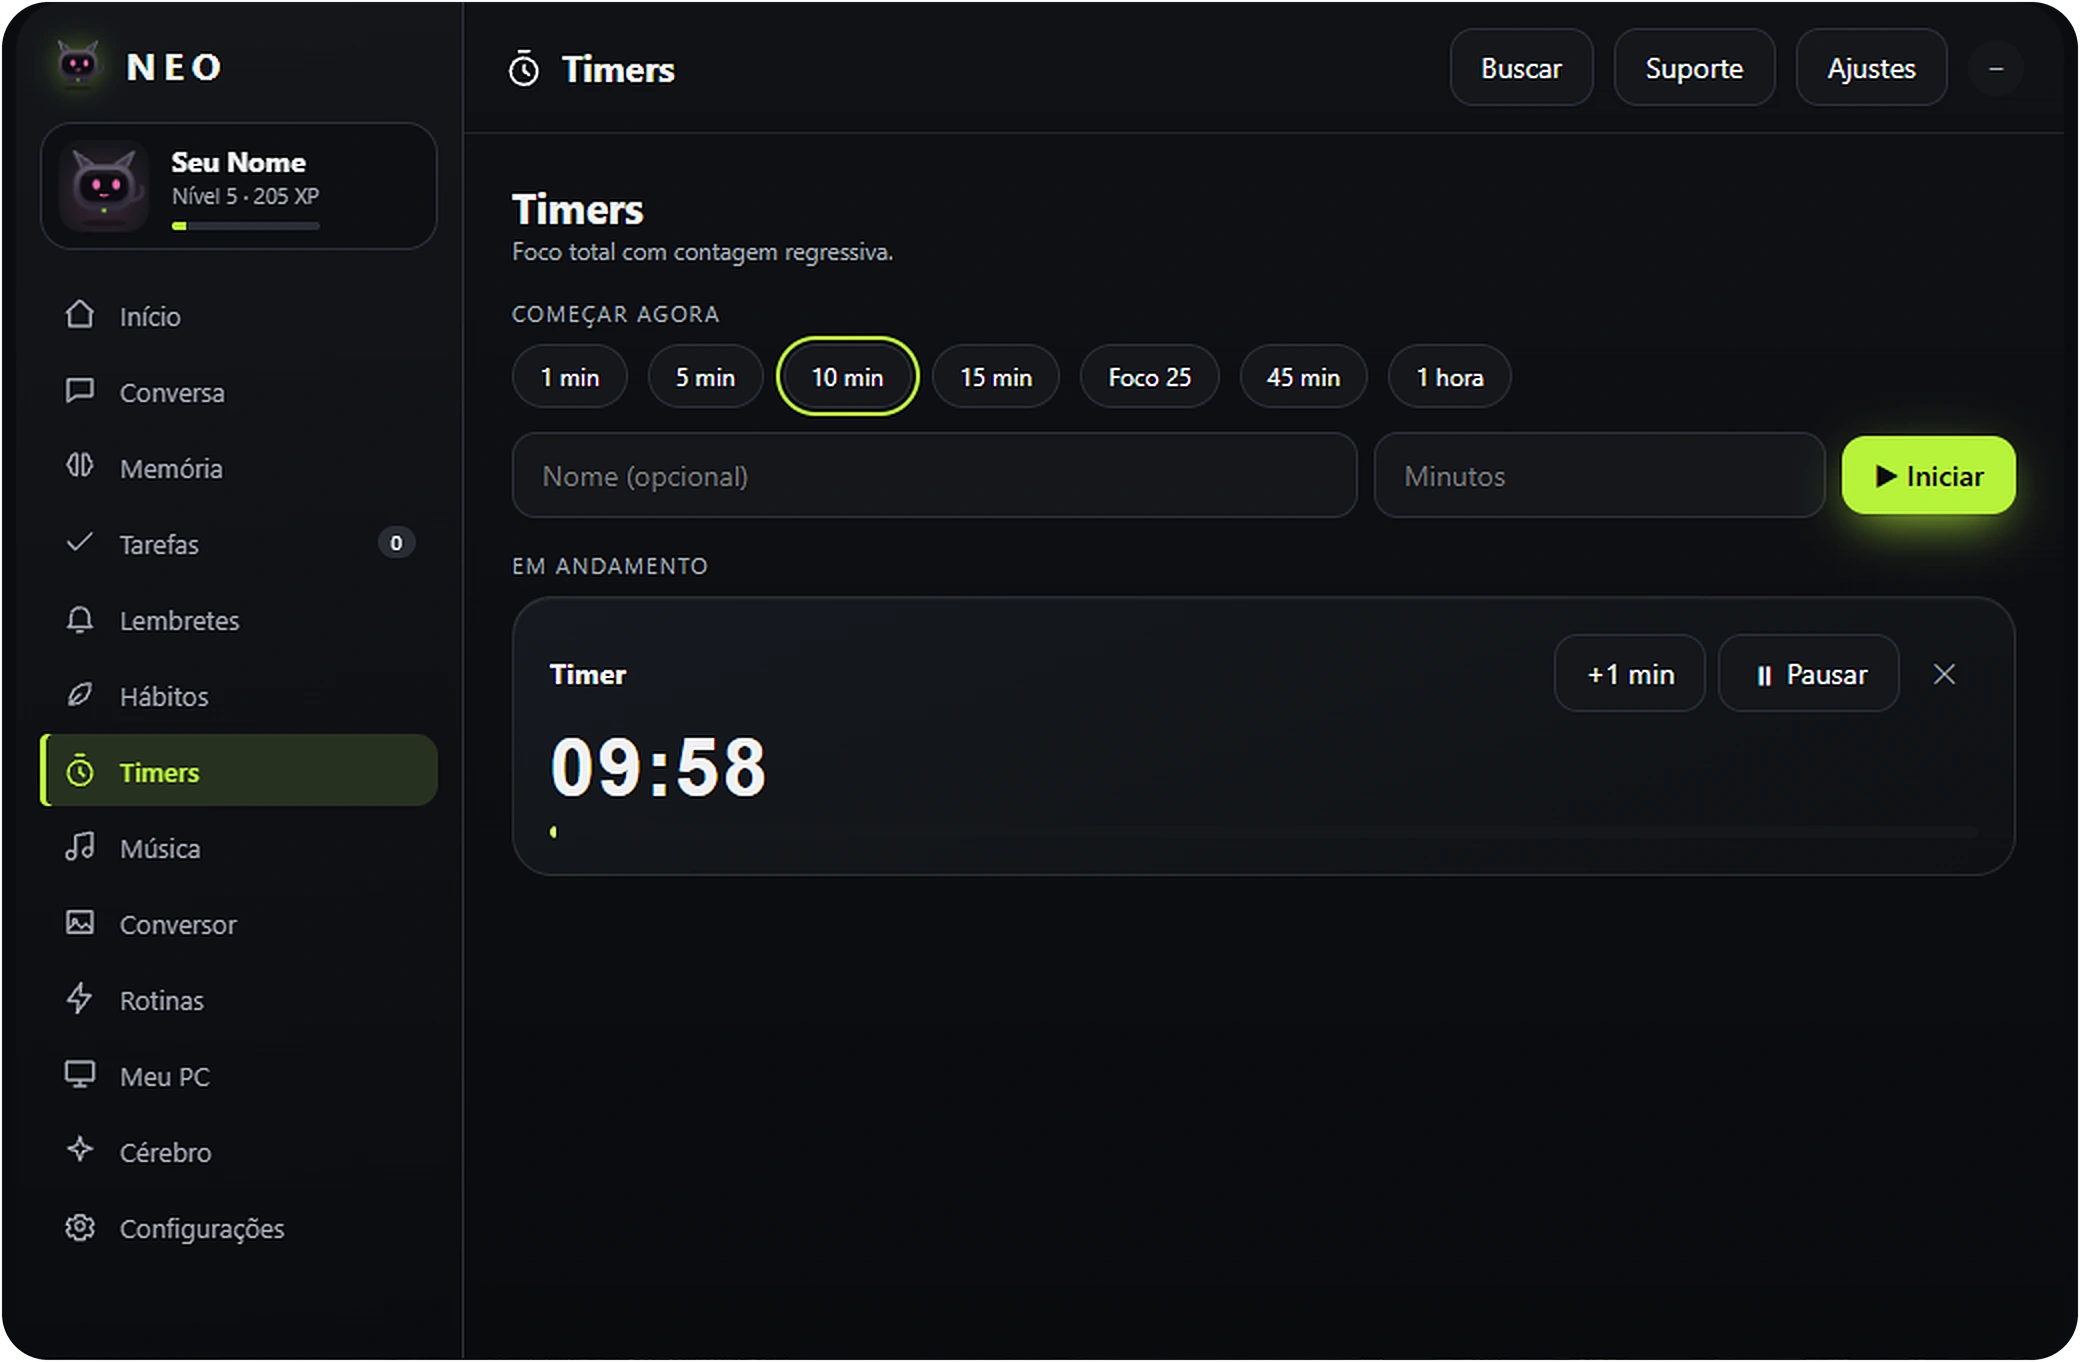 NEO
Seu Nome
Nível 5 · 205 XP
Início
Conversa
Memória
Tarefas 0
Lembretes
Hábitos
Timers
Música
Conversor
Rotinas
Meu PC
Cérebro
Configurações
Timers
Buscar Suporte Ajustes –
Timers
Foco total com contagem regressiva.
COMEÇAR AGORA
1 min 5 min 10 min 15 min Foco 25 45 min 1 hora
Nome (opcional) Minutos ▶ Iniciar
EM ANDAMENTO
Timer +1 min Pausar
09:58